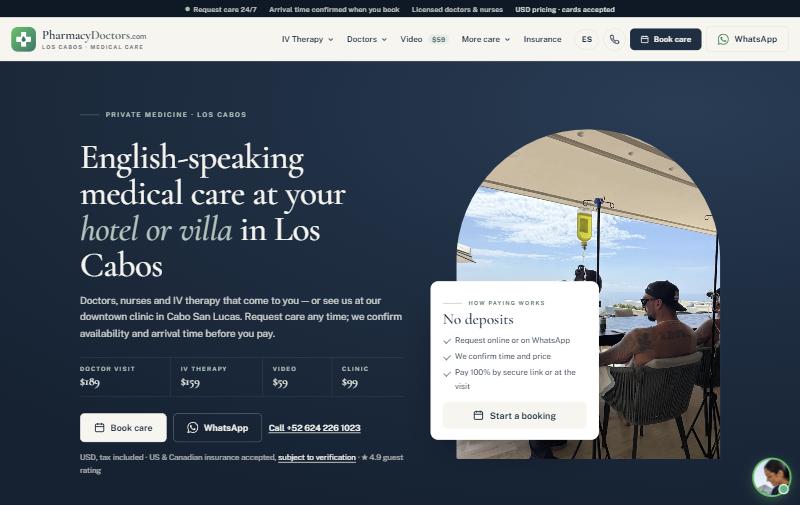 Request care 24/7 Arrival time confirmed when you book Licensed doctors & nurses USD pricing · cards accepted
PharmacyDoctors.com
LOS CABOS · MEDICAL CARE
IV Therapy Doctors Video $59 More care Insurance ES Book care WhatsApp
PRIVATE MEDICINE · LOS CABOS
English-speaking
medical care at your
hotel or villa in Los
Cabos
Doctors, nurses and IV therapy that come to you — or see us at our
downtown clinic in Cabo San Lucas. Request care any time; we confirm
availability and arrival time before you pay.
DOCTOR VISIT IV THERAPY VIDEO CLINIC
$189 $159 $59 $99
Book care WhatsApp Call +52 624 226 1023
USD, tax included · US & Canadian insurance accepted, subject to verification · ★ 4.9 guest
rating
HOW PAYING WORKS
No deposits
Request online or on WhatsApp
We confirm time and price
Pay 100% by secure link or at the
visit
Start a booking